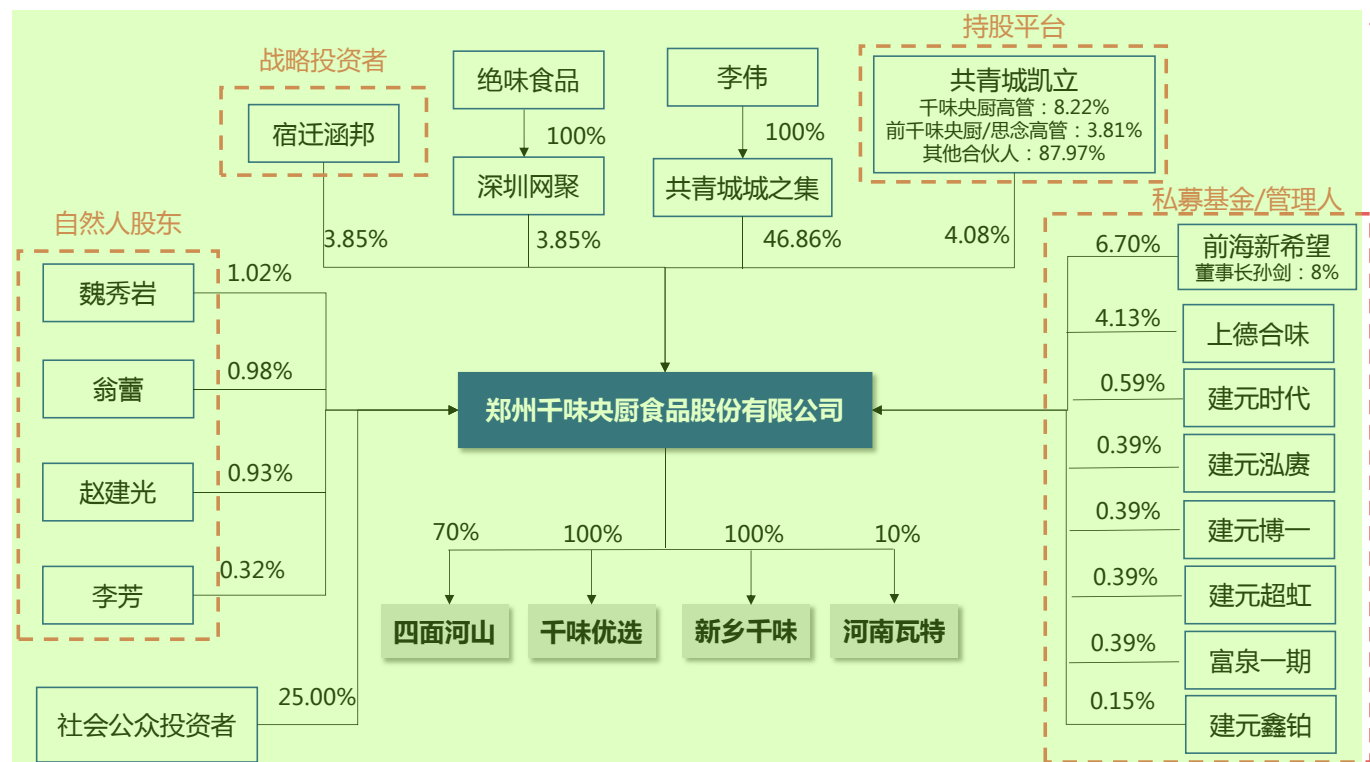 持股平台
战略投资者
绝味食品
李伟
共青城凯立
千味央厨高管：8.22%
前千味央厨/思念高管：3.81%
其他合伙人：87.97%
宿迁涵邦
100%
100%
深圳网聚
共青城城之集
私募基金/管理人
自然人股东
3.85%
3.85%
46.86%
4.08%
6.70%
前海新希望
董事长孙剑：8%
魏秀岩
1.02%
4.13%
上德合味
翁蕾
0.98%
0.59%
建元时代
郑州千味央厨食品股份有限公司
赵建光
0.93%
0.39%
建元泓赓
0.39%
建元博一
70%
100%
100%
10%
李芳
0.32%
0.39%
建元超虹
四面河山
千味优选
新乡千味
河南瓦特
0.39%
富泉一期
社会公众投资者
25.00%
0.15%
建元鑫铂